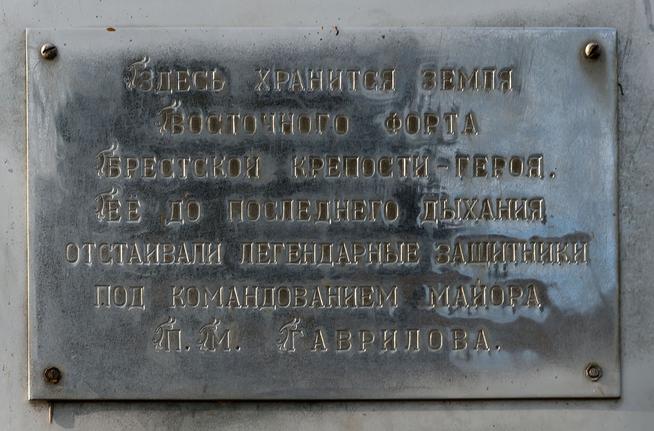 Здесь хранится земля
Восточного форта
Брестской крепости-героя.
Её до последнего дыхания
отстаивали легендарные защитники
под командованием майора
П. М. Гаврилова.